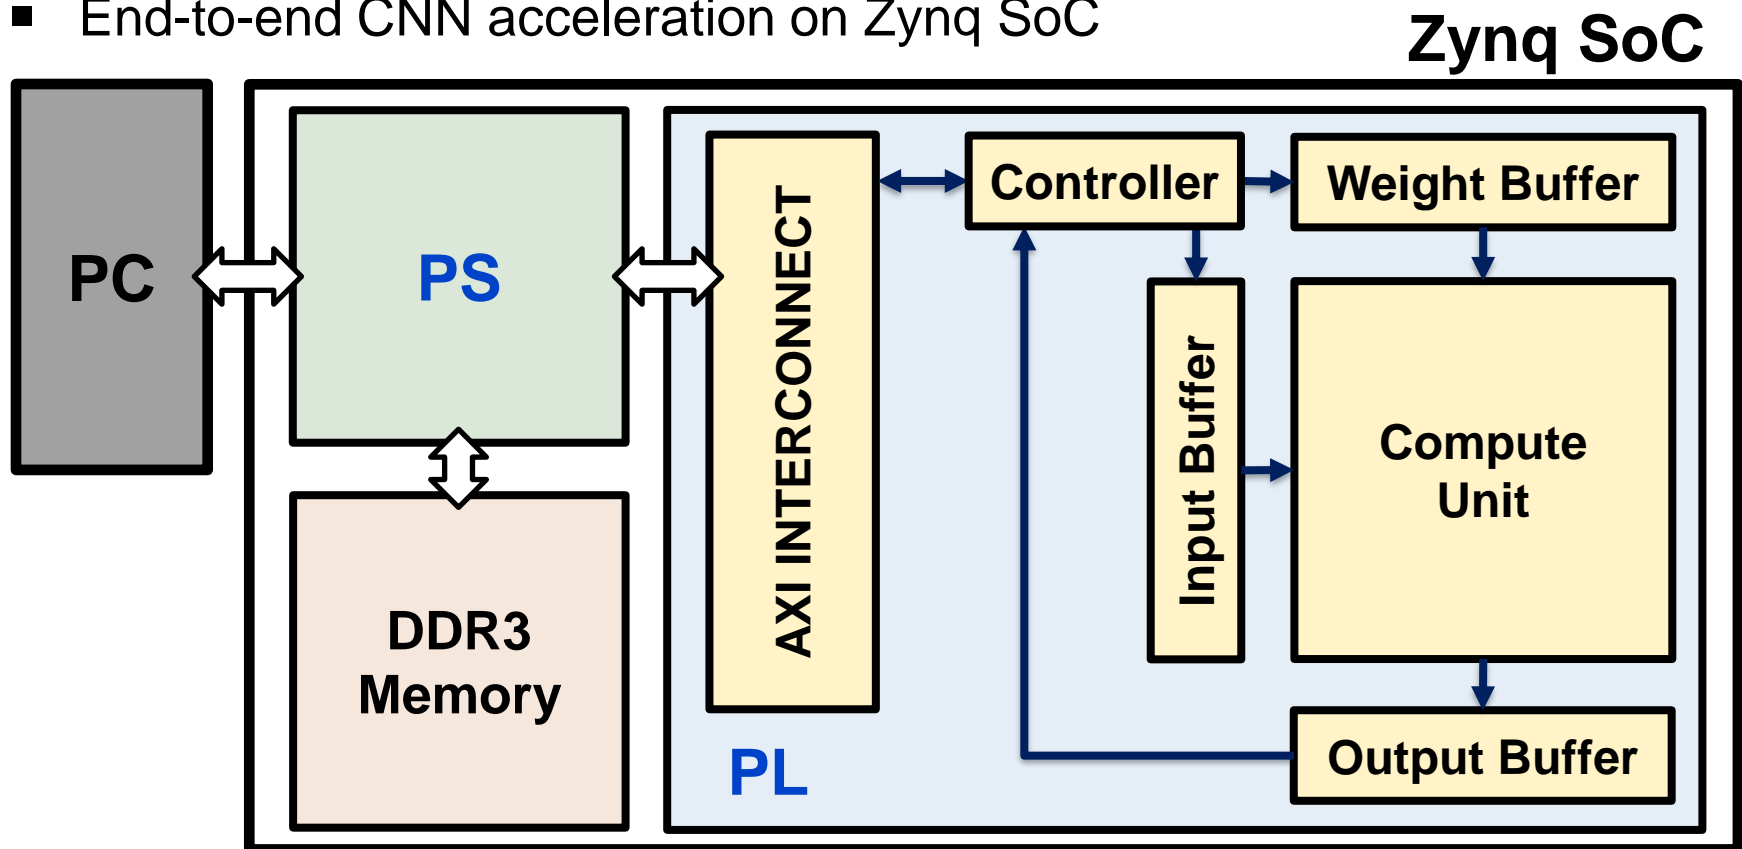 ■ End-to-end CNN acceleration on Zynq SoC
Zynq SoC
PC
PS
DDR3
Memory
AXI INTERCONNECT
PL
Controller
Weight Buffer
Input Buffer
Compute
Unit
Output Buffer